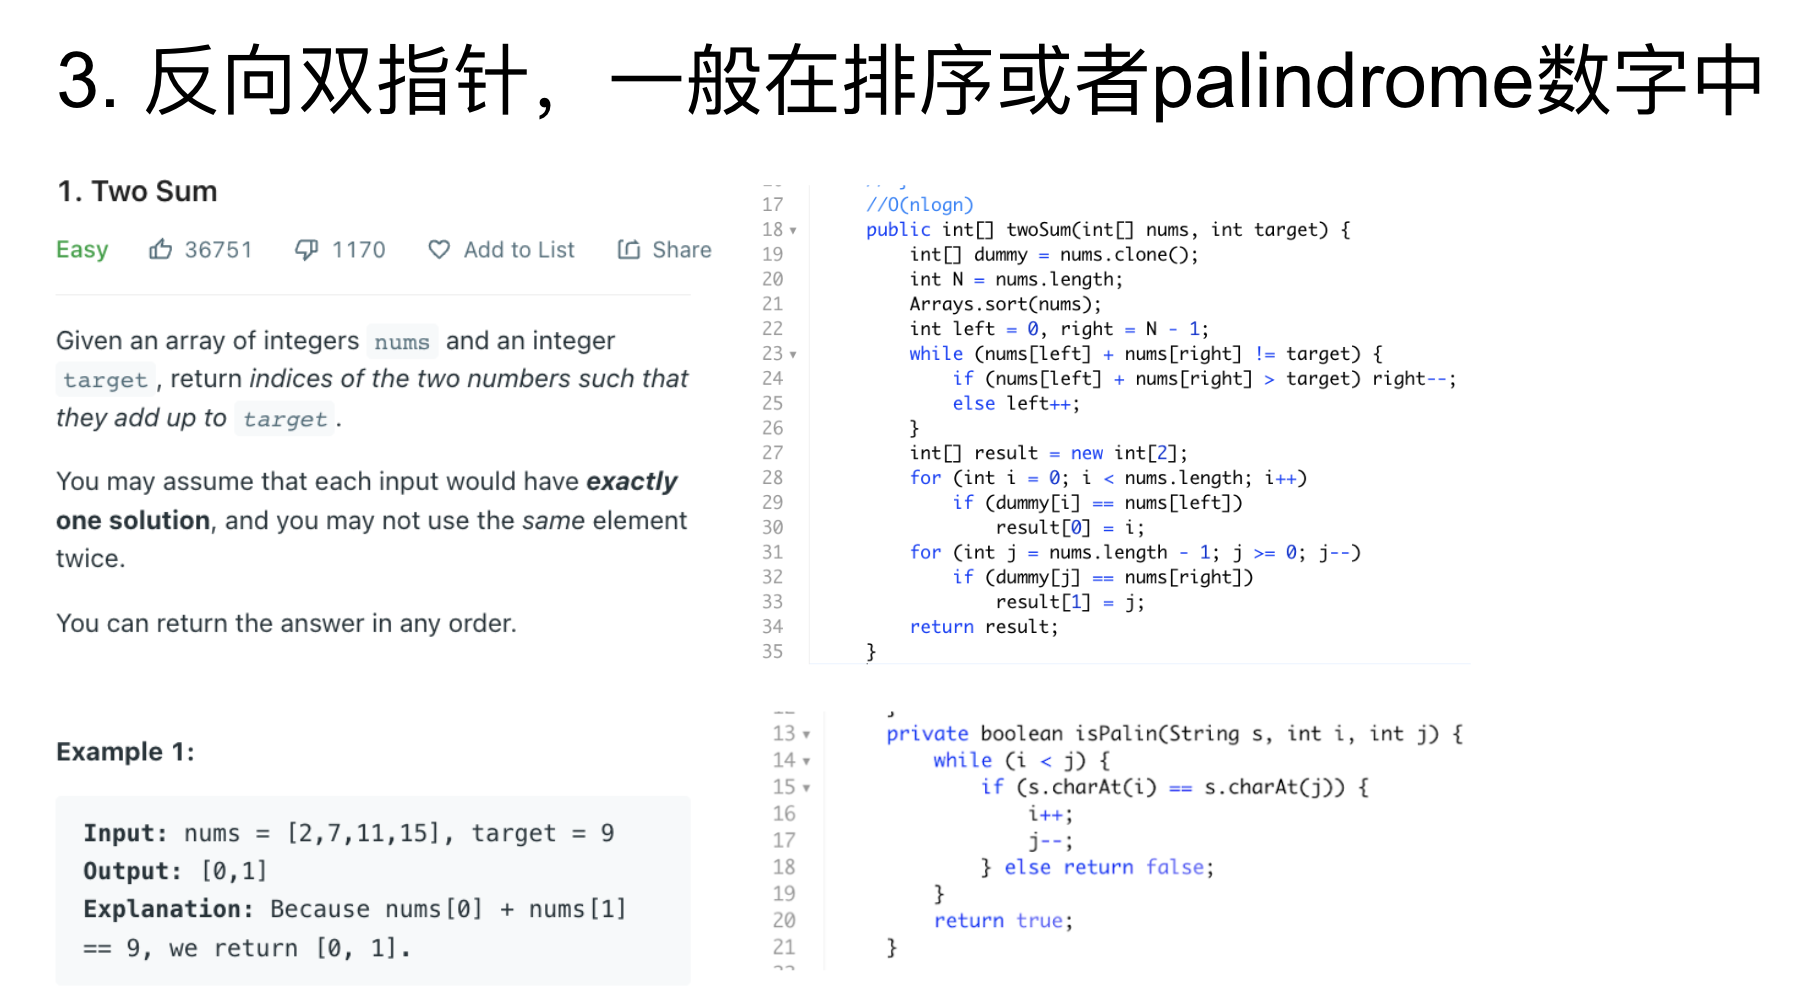 3. 反向双指针，一般在排序或者palindrome数字中
1. Two Sum
Easy 36751 1170 Add to List Share
Given an array of integers nums and an integer
target, return indices of the two numbers such that
they add up to target.
You may assume that each input would have exactly
one solution, and you may not use the same element
twice.
You can return the answer in any order.
Example 1:
Input: nums = [2,7,11,15], target = 9
Output: [0,1]
Explanation: Because nums[0] + nums[1]
== 9, we return [0, 1].
17 //O(nlogn)
18 public int[] twoSum(int[] nums, int target) {
19 int[] dummy = nums.clone();
20 int N = nums.length;
21 Arrays.sort(nums);
22 int left = 0, right = N - 1;
23 while (nums[left] + nums[right] != target) {
24 if (nums[left] + nums[right] > target) right--;
25 else left++;
26 }
27 int[] result = new int[2];
28 for (int i = 0; i < nums.length; i++)
29 if (dummy[i] == nums[left])
30 result[0] = i;
31 for (int j = nums.length - 1; j >= 0; j--)
32 if (dummy[j] == nums[right])
33 result[1] = j;
34 return result;
35 }
13 private boolean isPalin(String s, int i, int j) {
14 while (i < j) {
15 if (s.charAt(i) == s.charAt(j)) {
16 i++;
17 j--;
18 } else return false;
19 }
20 return true;
21 }